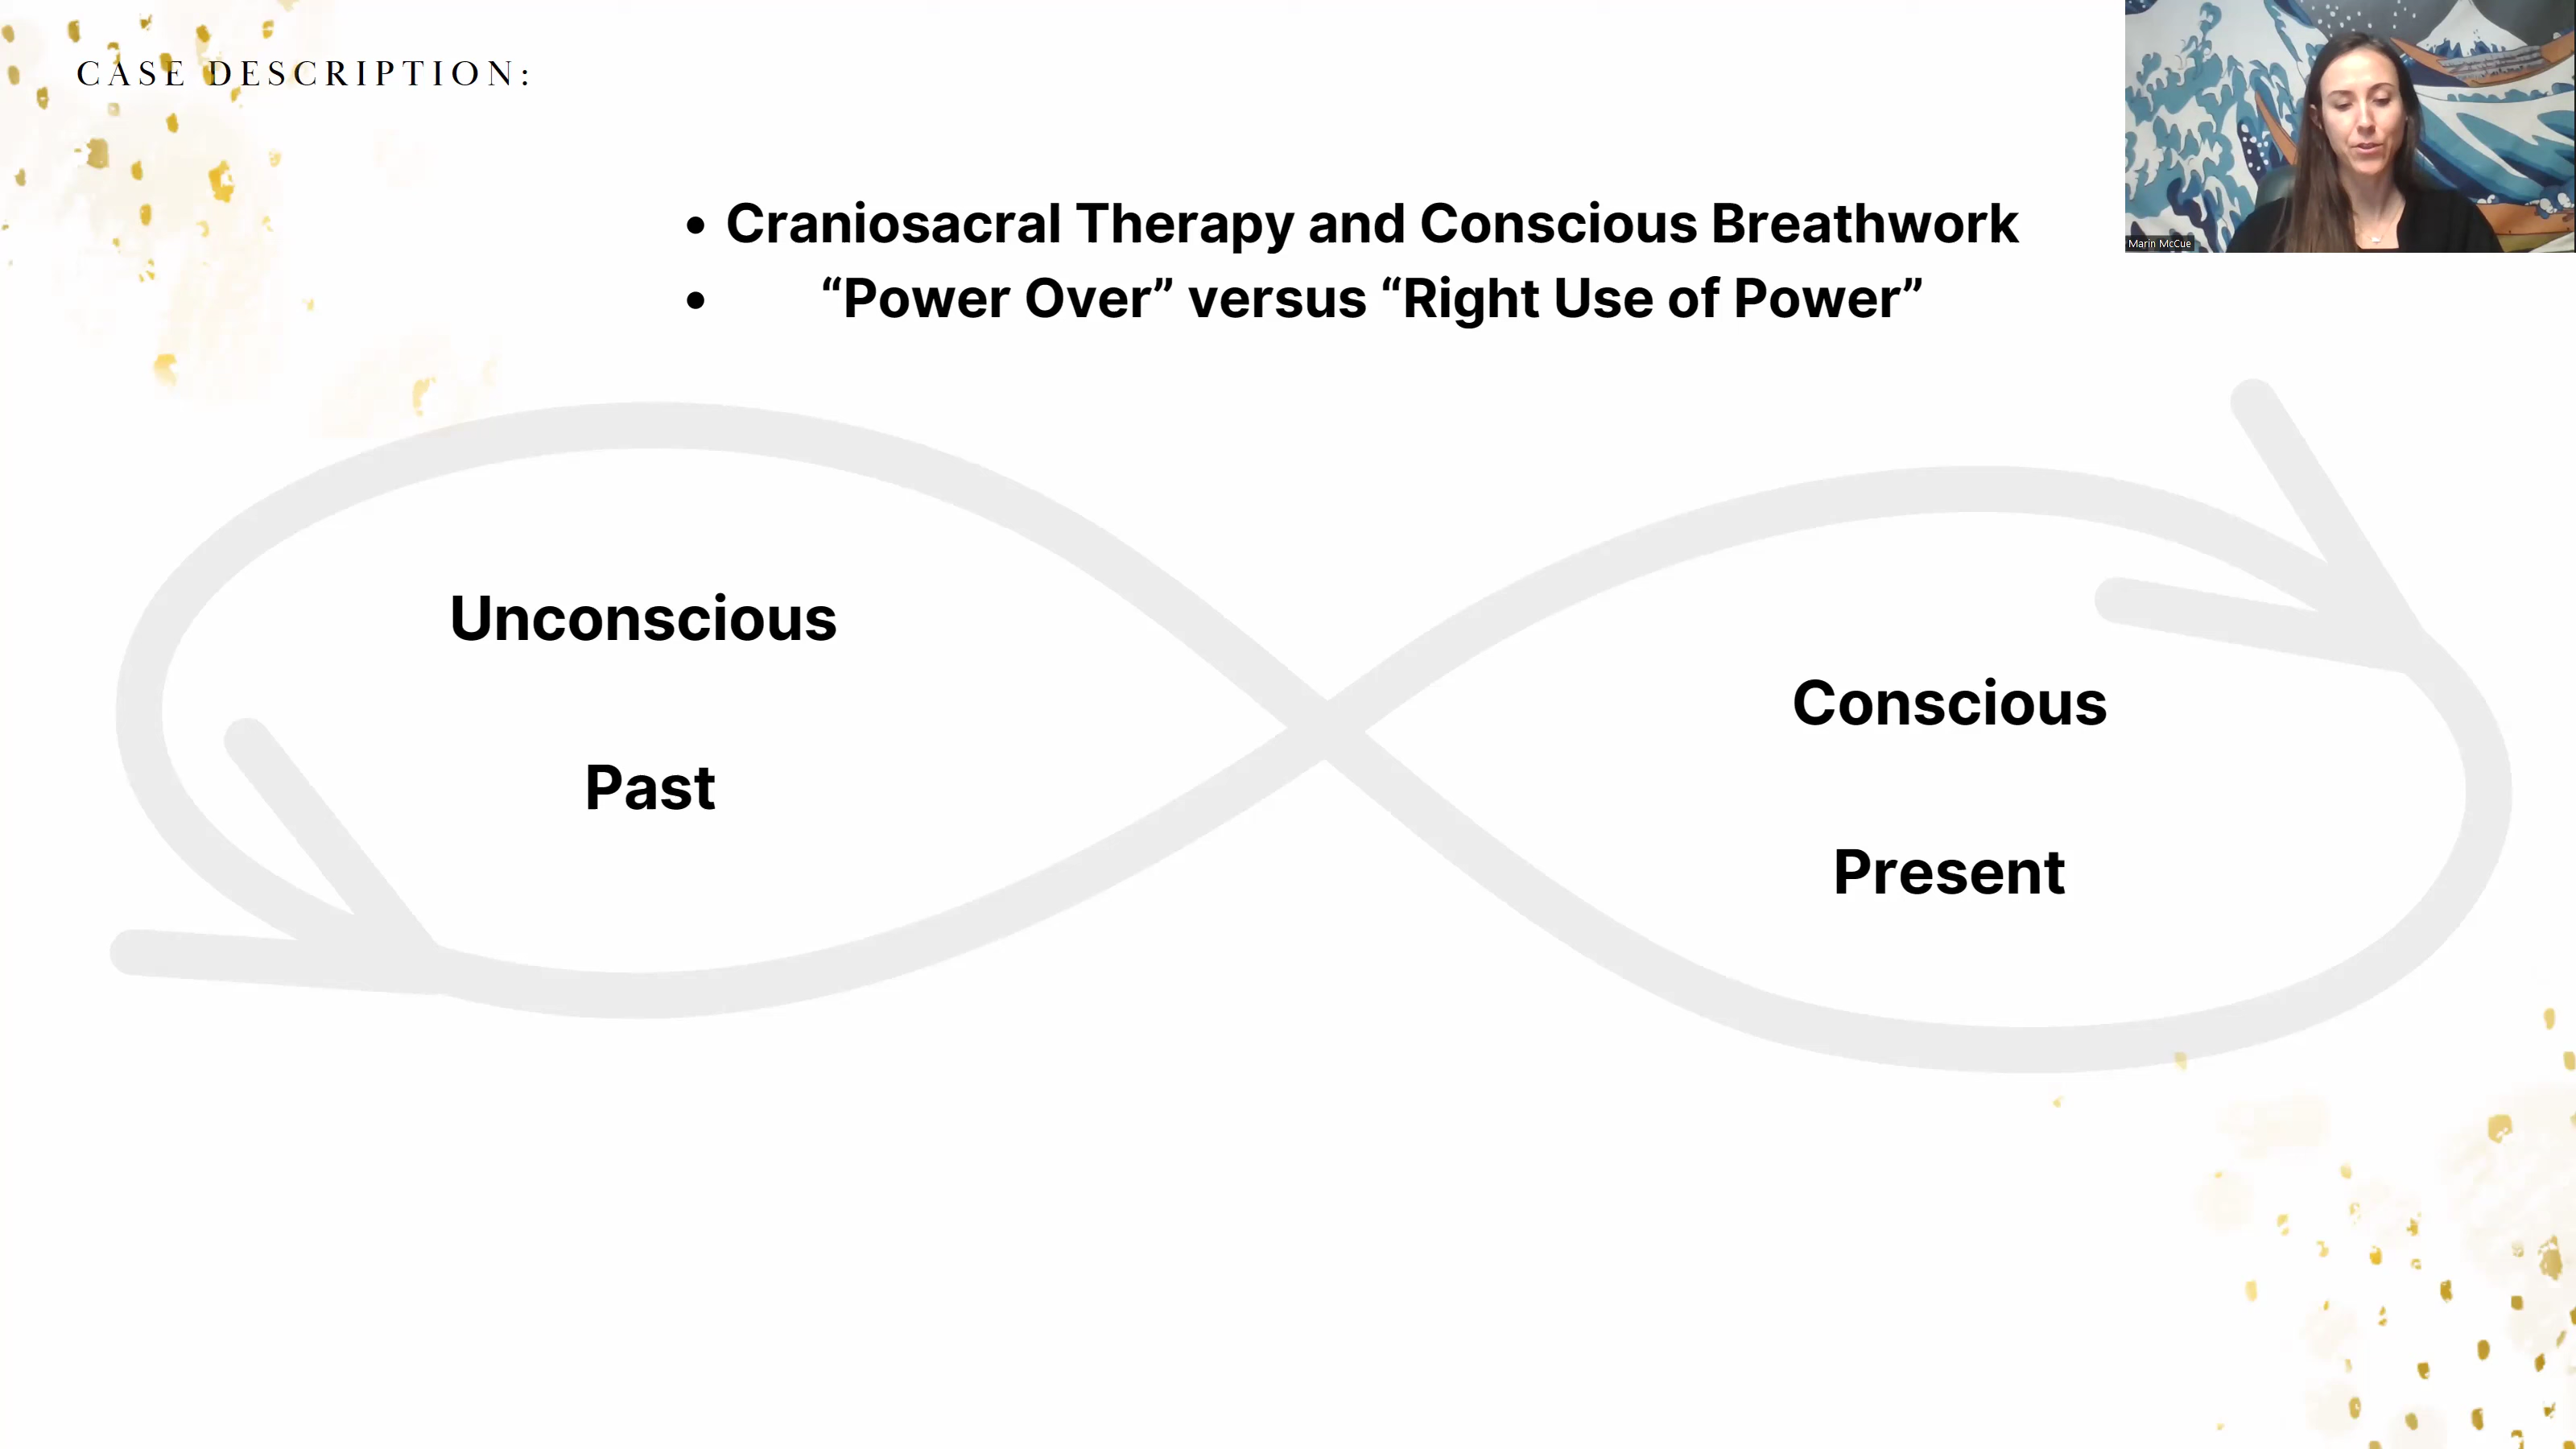 CASE DESCRIPTION:
Marin McCue
• Craniosacral Therapy and Conscious Breathwork
• “Power Over” versus “Right Use of Power”
Unconscious
Past
Conscious
Present